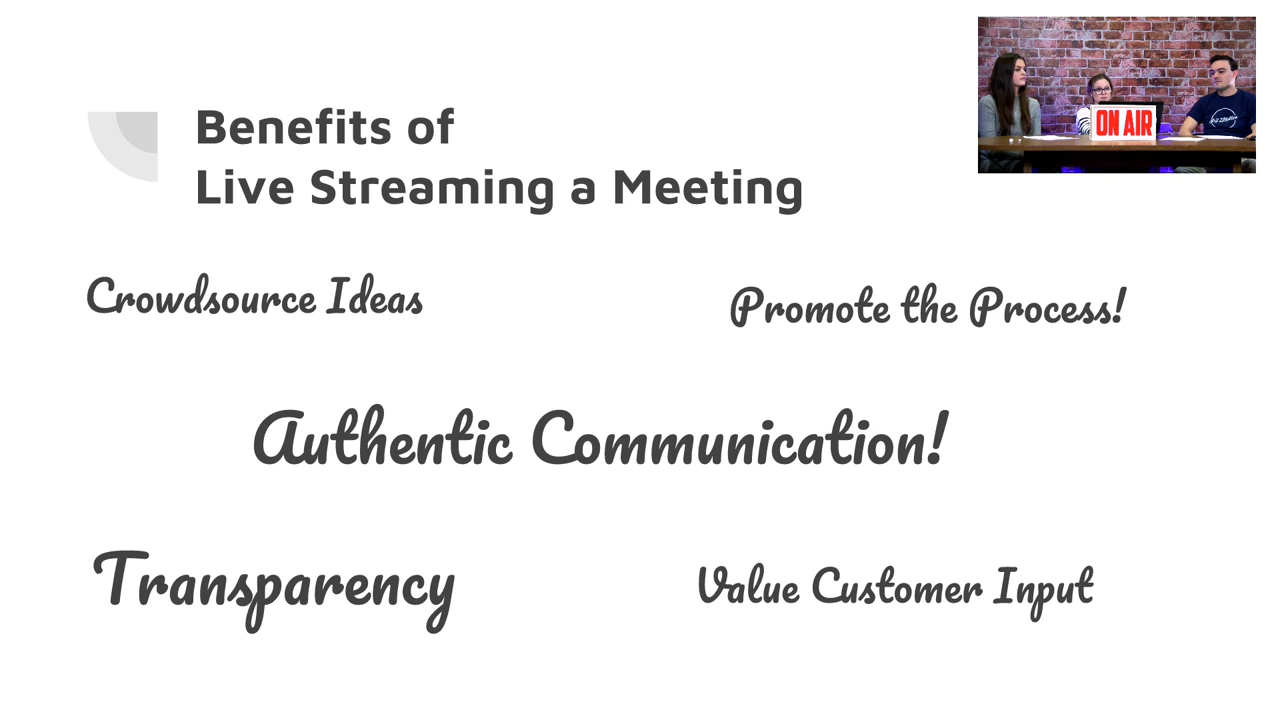 Benefits of
Live Streaming a Meeting
ON AIR
Crowdsource Ideas
Promote the Process!
Authentic Communication!
Transparency
Value Customer Input